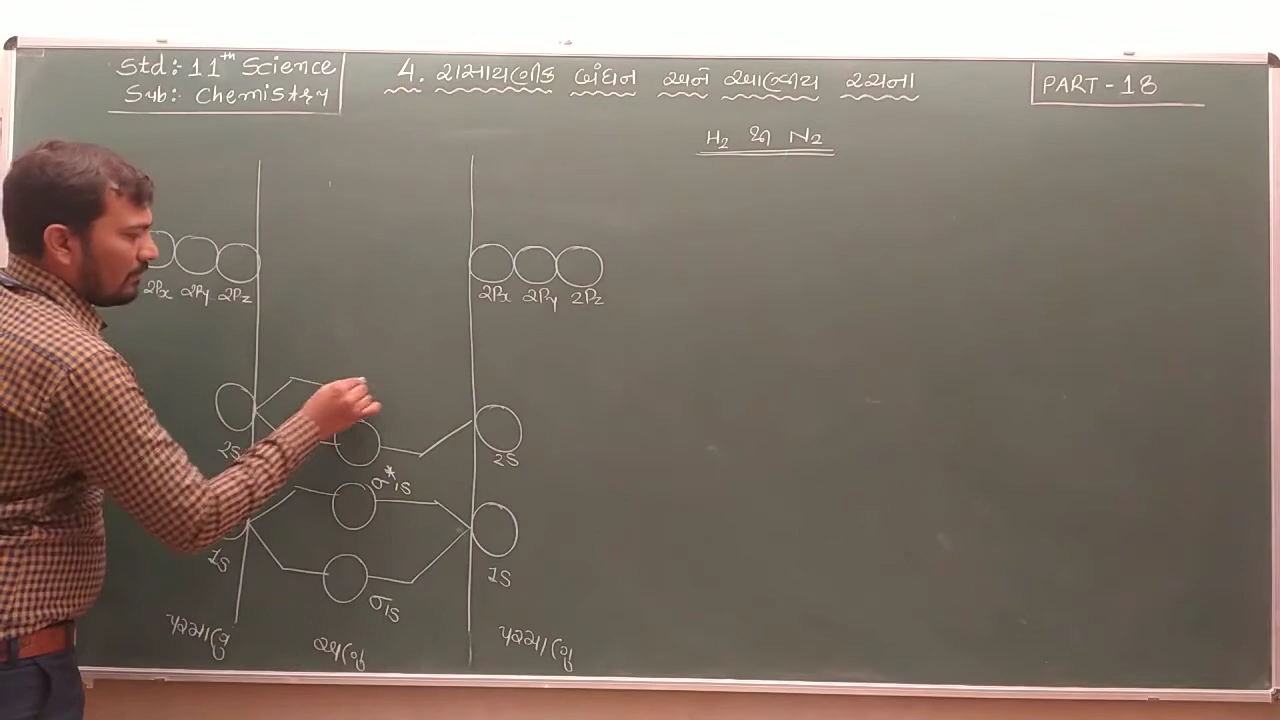 Std:- 11th Science
Sub:- Chemistry
4. રાસાયણીક બંધન અને આણ્વીય રચના
PART - 18
H2 થી N2
2Px 2Py 2Pz
2Px 2Py 2Pz
2S
2S
σ*1S
1S
1S
σ1S
પરમાણુ
અણુ
પરમાણુ